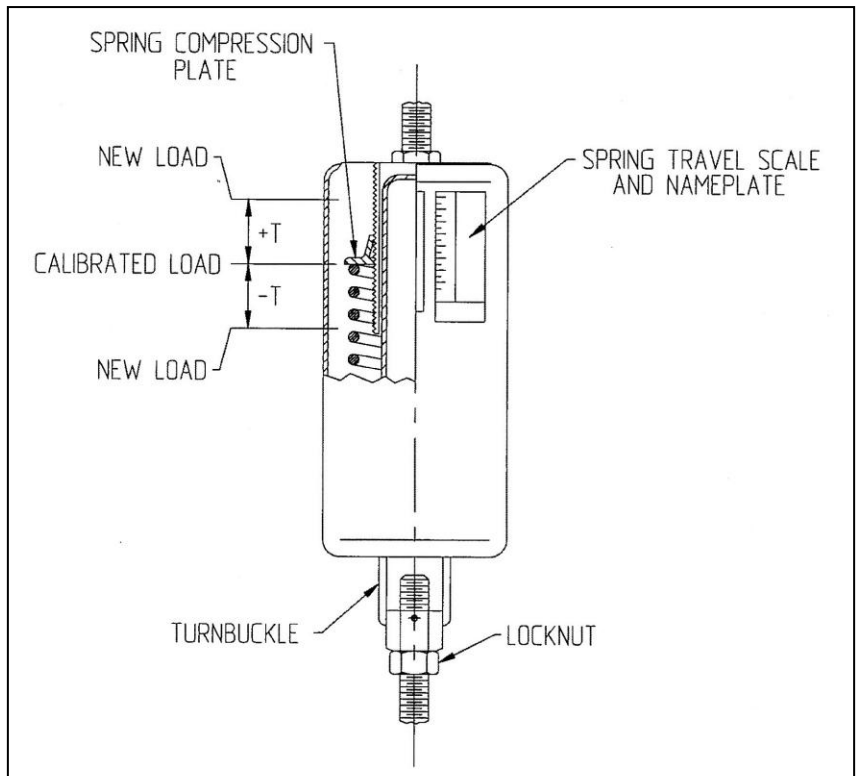 SPRING COMPRESSION
PLATE
NEW LOAD
SPRING TRAVEL SCALE
AND NAMEPLATE
+T
CALIBRATED LOAD
-T
NEW LOAD
TURNBUCKLE
LOCKNUT